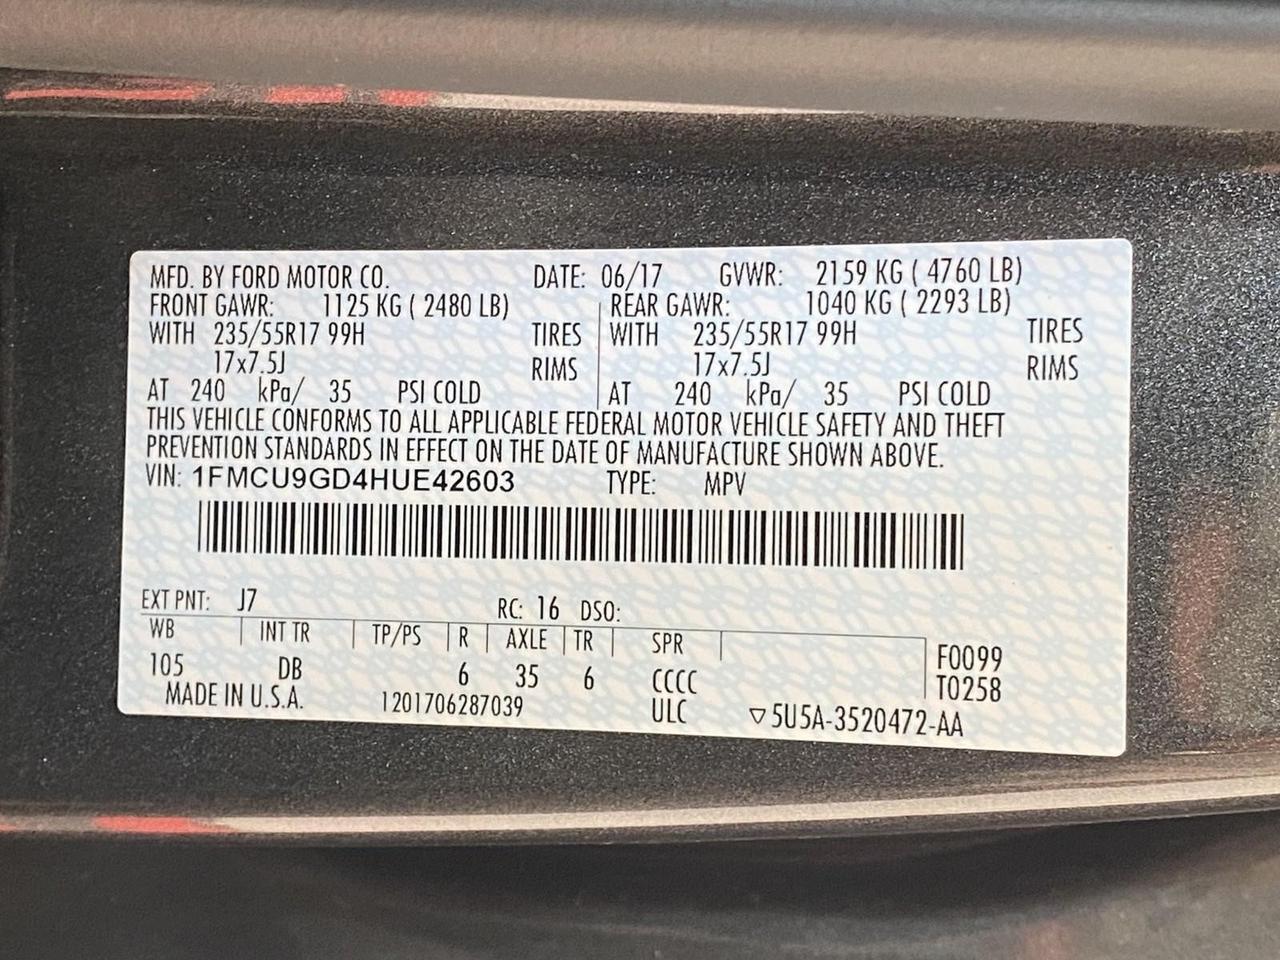 MFD. BY FORD MOTOR CO. DATE: 06/17 GVWR: 2159 KG ( 4760 LB)
FRONT GAWR: 1125 KG ( 2480 LB) REAR GAWR: 1040 KG ( 2293 LB)
WITH 235/55R17 99H TIRES WITH 235/55R17 99H TIRES
17x7.5J RIMS 17x7.5J RIMS
AT 240 kPa/ 35 PSI COLD AT 240 kPa/ 35 PSI COLD
THIS VEHICLE CONFORMS TO ALL APPLICABLE FEDERAL MOTOR VEHICLE SAFETY AND THEFT
PREVENTION STANDARDS IN EFFECT ON THE DATE OF MANUFACTURE SHOWN ABOVE.
VIN: 1FMCU9GD4HUE42603 TYPE: MPV
EXT PNT: J7 RC: 16 DSO:
WB INT TR TP/PS R AXLE TR SPR
105 DB 6 35 6 CCCC F0099
T0258
MADE IN U.S.A. 1201706287039 ULC ▽5U5A-3520472-AA